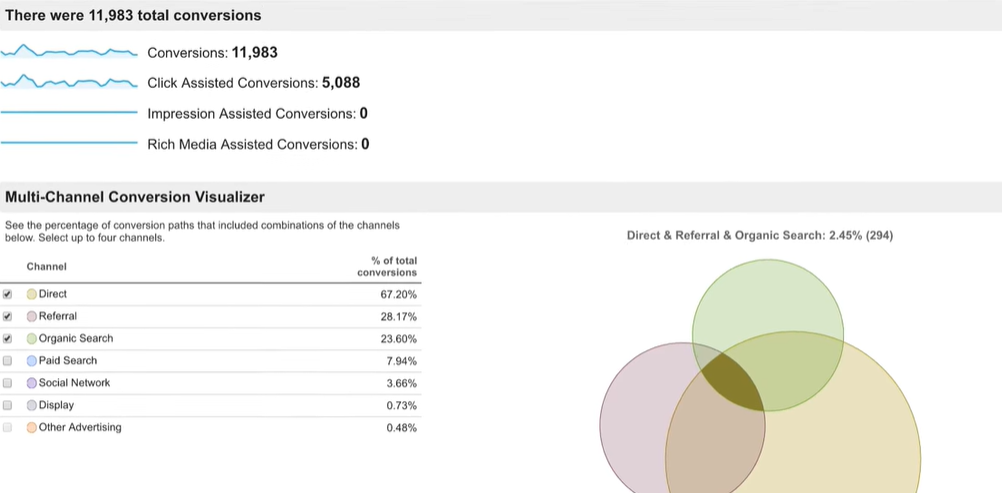 There were 11,983 total conversions
Conversions: 11,983
Click Assisted Conversions: 5,088
Impression Assisted Conversions: 0
Rich Media Assisted Conversions: 0
Multi-Channel Conversion Visualizer
See the percentage of conversion paths that included combinations of the channels
below. Select up to four channels.
Channel % of total
conversions
Direct 67.20%
Referral 28.17%
Organic Search 23.60%
Paid Search 7.94%
Social Network 3.66%
Display 0.73%
Other Advertising 0.48%
Direct & Referral & Organic Search: 2.45% (294)